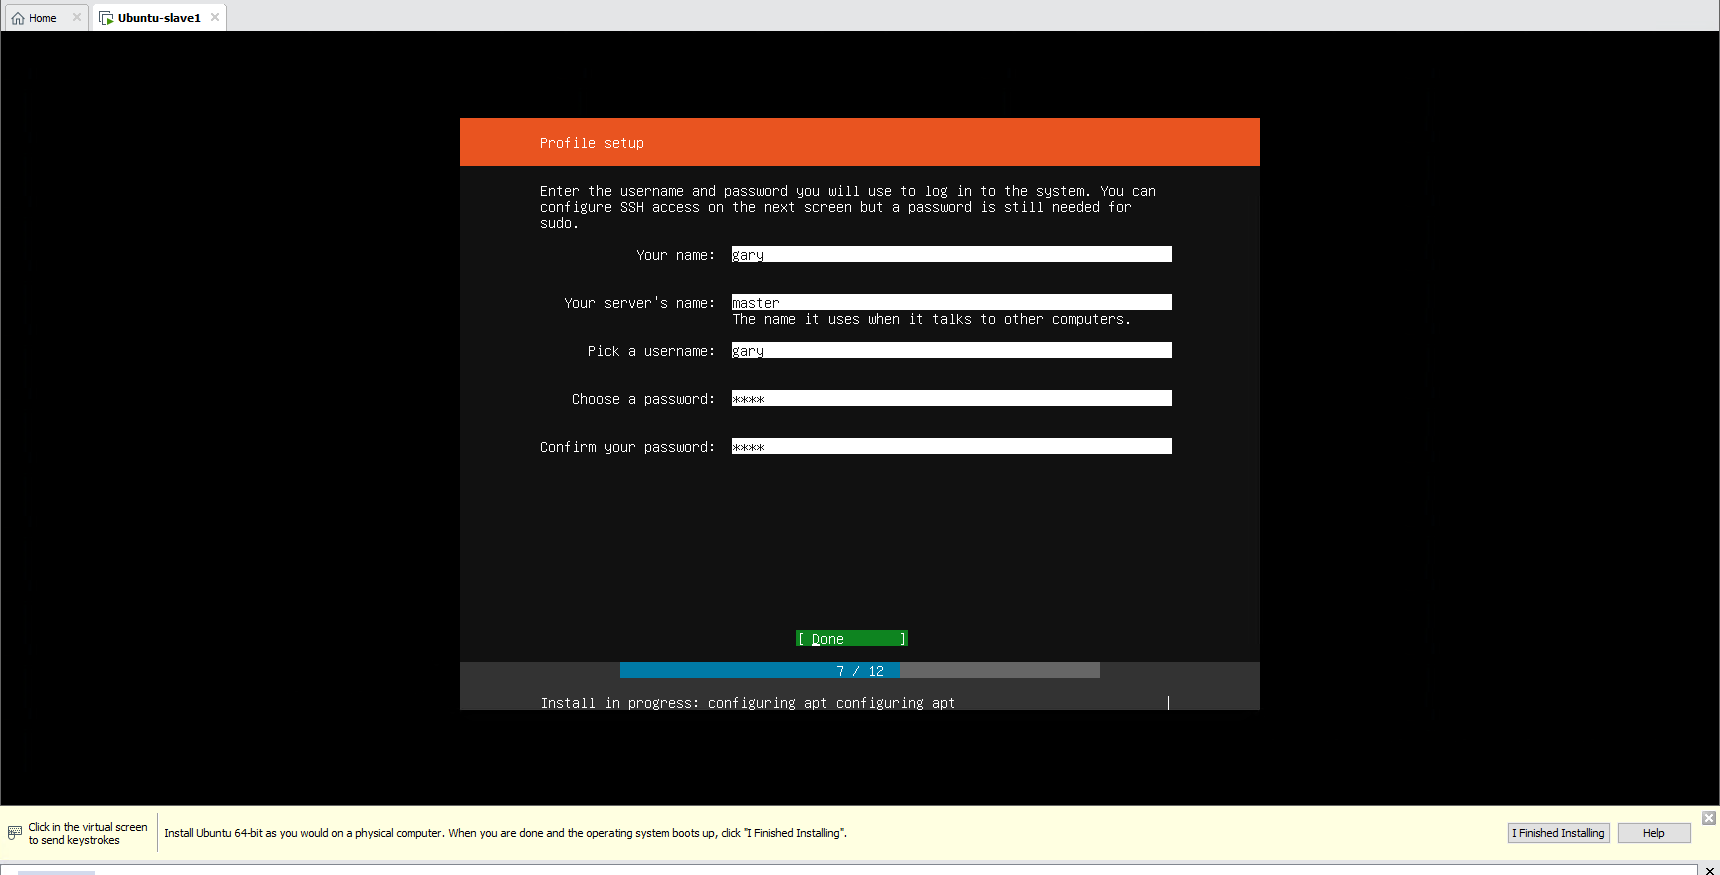 Home
Ubuntu-slave1
Profile setup
Enter the username and password you will use to log in to the system. You can
configure SSH access on the next screen but a password is still needed for
sudo.
Your name: gary
Your server's name: master
The name it uses when it talks to other computers.
Pick a username: gary
Choose a password: ****
Confirm your password: ****
[ Done ]
7 / 12
Install in progress: configuring apt configuring apt
Click in the virtual screen
to send keystrokes
Install Ubuntu 64-bit as you would on a physical computer. When you are done and the operating system boots up, click "I Finished Installing".
I Finished Installing
Help